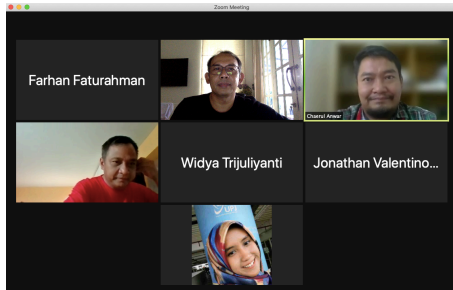 Zoom Meeting
Farhan Faturahman
Chaerul Anwar
Widya Trijuliyanti
Jonathan Valentino...